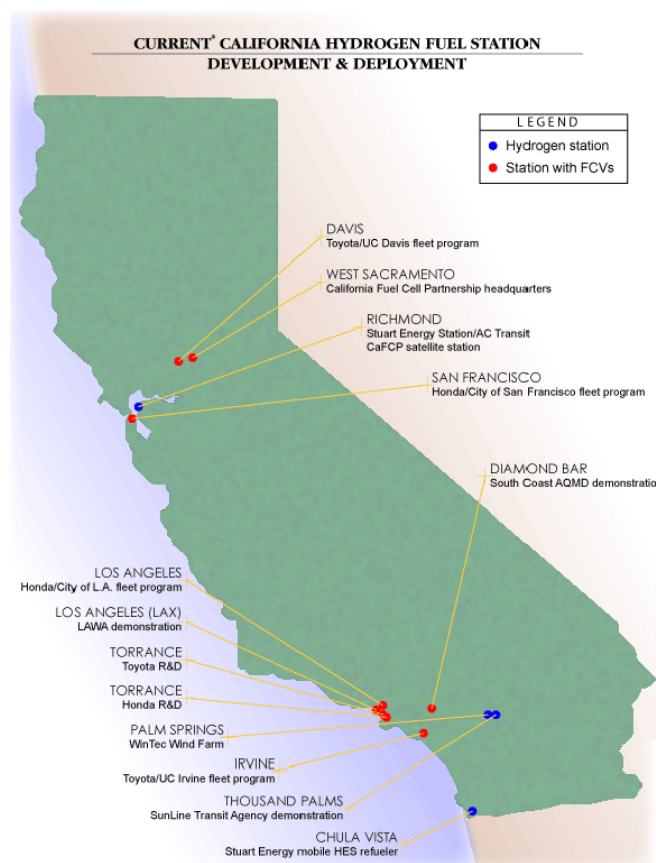 CURRENT* CALIFORNIA HYDROGEN FUEL STATION
DEVELOPMENT & DEPLOYMENT
LEGEND
Hydrogen station
Station with FCVs
DAVIS
Toyota/UC Davis fleet program
WEST SACRAMENTO
California Fuel Cell Partnership headquarters
RICHMOND
Stuart Energy Station/AC Transit
CaFCP satellite station
SAN FRANCISCO
Honda/City of San Francisco fleet program
DIAMOND BAR
South Coast AQMD demonstratio
LOS ANGELES
Honda/City of L.A. fleet program
LOS ANGELES (LAX)
LAWA demonstration
TORRANCE
Toyota R&D
TORRANCE
Honda R&D
PALM SPRINGS
WinTec Wind Farm
IRVINE
Toyota/UC Irvine fleet program
THOUSAND PALMS
SunLine Transit Agency demonstration
CHULA VISTA
Stuart Energy mobile HES refueler